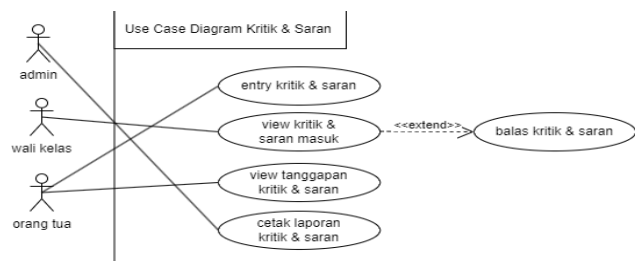 Use Case Diagram Kritik & Saran
admin
entry kritik & saran
view kritik &
saran masuk
<<extend>>
balas kritik & saran
wali kelas
view tanggapan
kritik & saran
orang tua
cetak laporan
kritik & saran